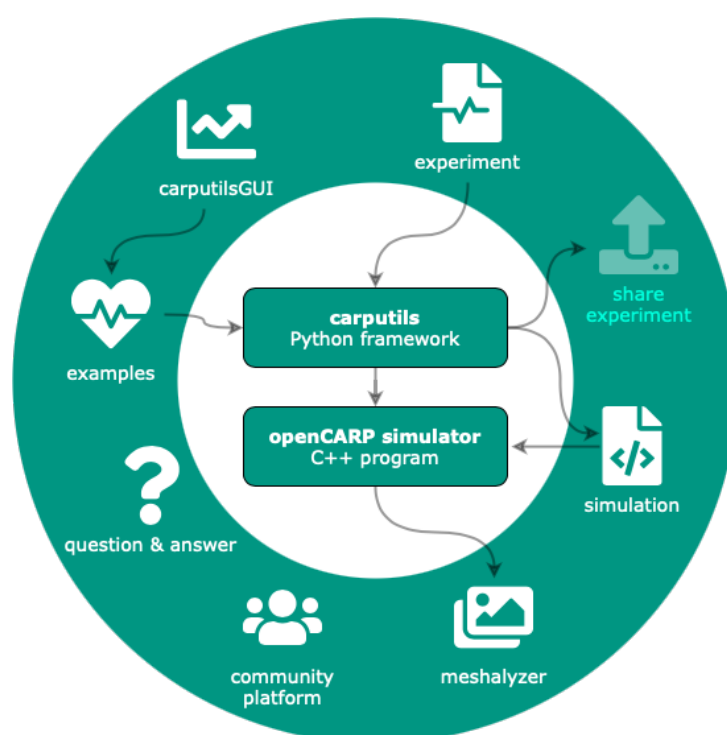 experiment
carputilsGUI
share
experiment
carputils
Python framework
examples
openCARP simulator
C++ program
</>
simulation
?
question & answer
community
platform
meshalyzer